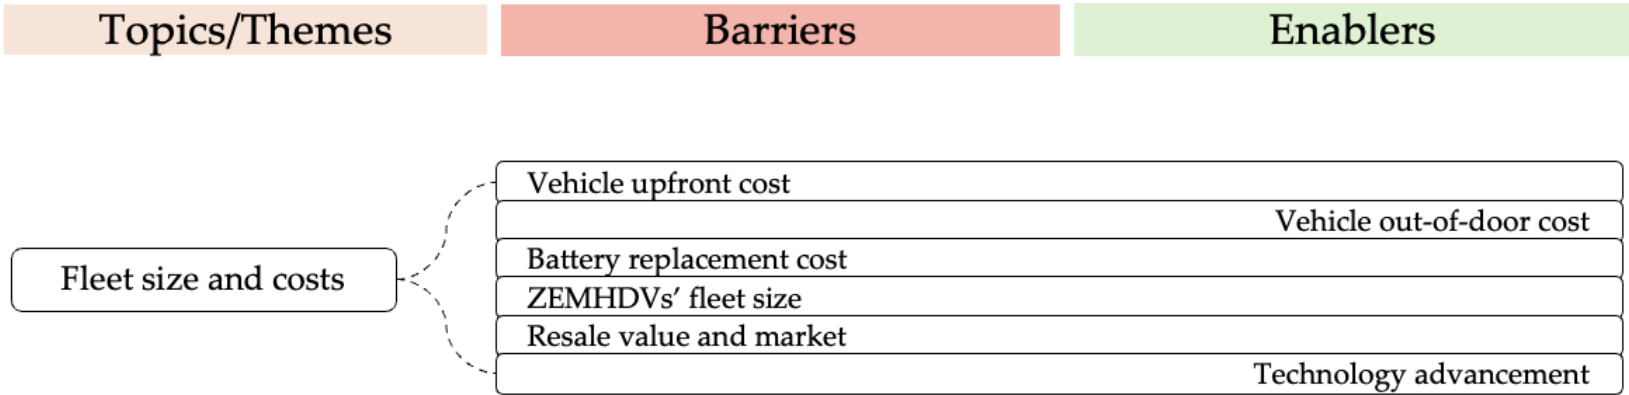 Topics/Themes
Barriers
Enablers
Fleet size and costs
Vehicle upfront cost
Vehicle out-of-door cost
Battery replacement cost
ZEMHDVs’ fleet size
Resale value and market
Technology advancement